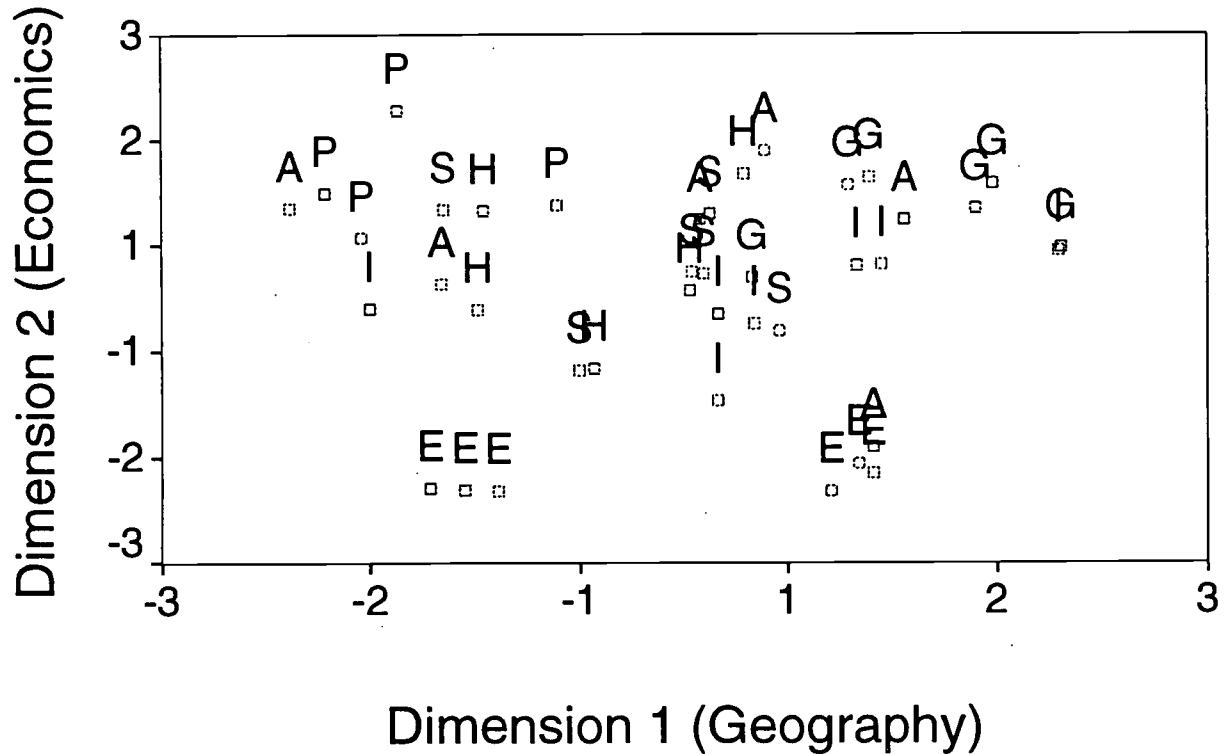 Dimension 2 (Economics)
3
P
A
H G G G
2
A P S H P A S A G
P G I
S S I I
1
A H G
I H I I S
S H
-1
I
A
E E
E E E E
-2
-3
-3 -2 -1 1 2 3
Dimension 1 (Geography)